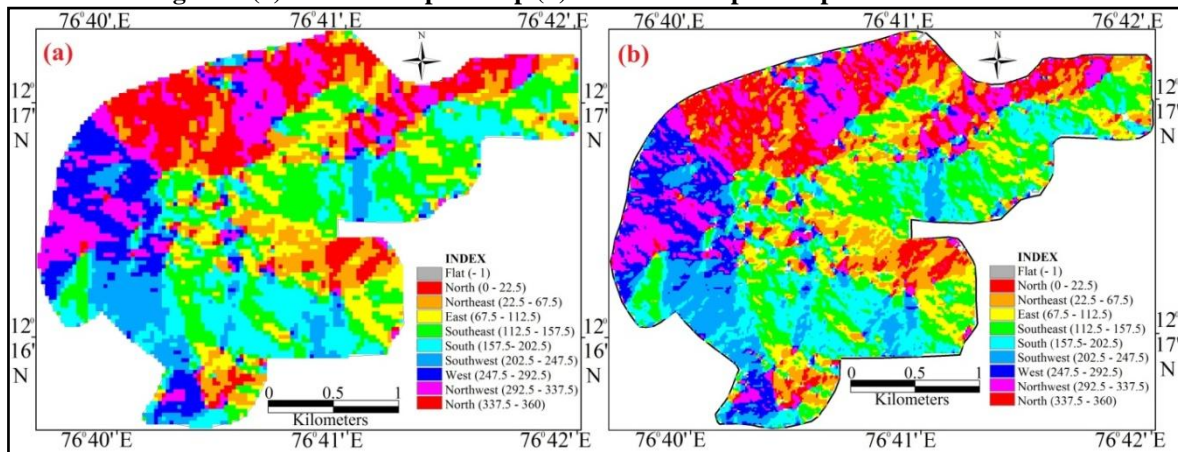 76°40' E 76°41' E 76°42' E
(a)
N
12°
17'
N
12°
16'
N
INDEX
Flat (- 1)
North (0 - 22.5)
Northeast (22.5 - 67.5)
East (67.5 - 112.5)
Southeast (112.5 - 157.5)
South (157.5- 202.5)
Southwest (202.5 - 247.5)
West (247.5 - 292.5)
Northwest (292.5 - 337.5)
North (337.5 - 360)
0 0.5 1
Kilometers
76°40' E 76°41' E 76°42' E
76°40' E 76°41' E 76°42' E
(b)
N
12°
17'
N
12°
17'
N
INDEX
Flat (- 1)
North (0 - 22.5)
Northeast (22.5 - 67.5)
East (67.5 - 112.5)
Southeast (112.5 - 157.5)
South (157.5- 202.5)
Southwest (202.5 - 247.5)
West (247.5 - 292.5)
Northwest (292.5 - 337.5)
North (337.5 - 360)
0 0.5 1
Kilometers
76°40' E 76°41' E 76°42' E